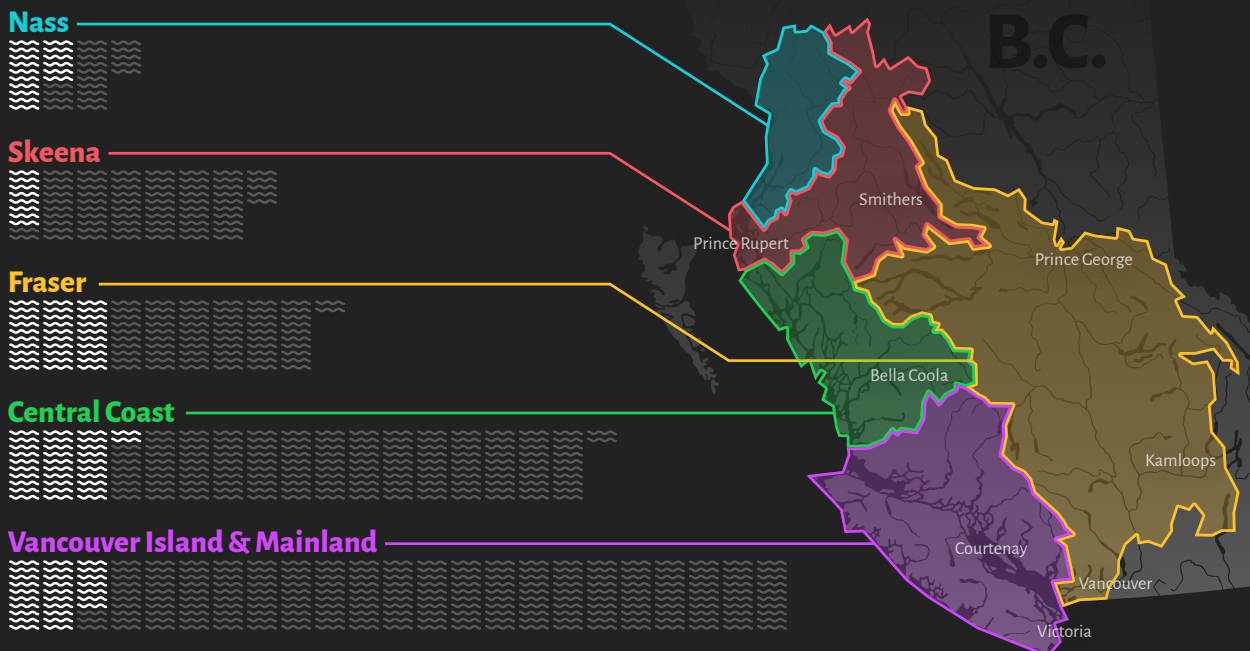 Nass
B.C.
Skeena
Smithers
Prince Rupert
Prince George
Fraser
Bella Coola
Central Coast
Kamloops
Vancouver Island & Mainland
Courtenay
Vancouver
Victoria